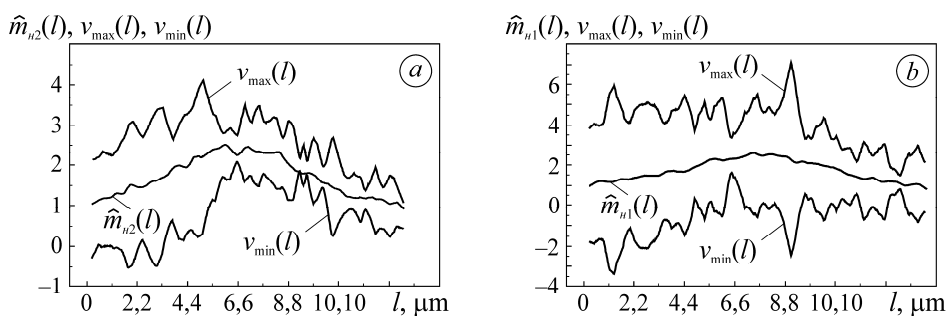 m̂н2(l), vmax(l), vmin(l)
a
4
3
2
1
0
–1
vmax(l)
m̂н2(l)
vmin(l)
0 2,2 4,4 6,6 8,8 10,10 l, μm
m̂н1(l), vmax(l), vmin(l)
b
6
4
2
0
–2
–4
vmax(l)
m̂н1(l)
vmin(l)
0 2,2 4,4 6,6 8,8 10,10 l, μm